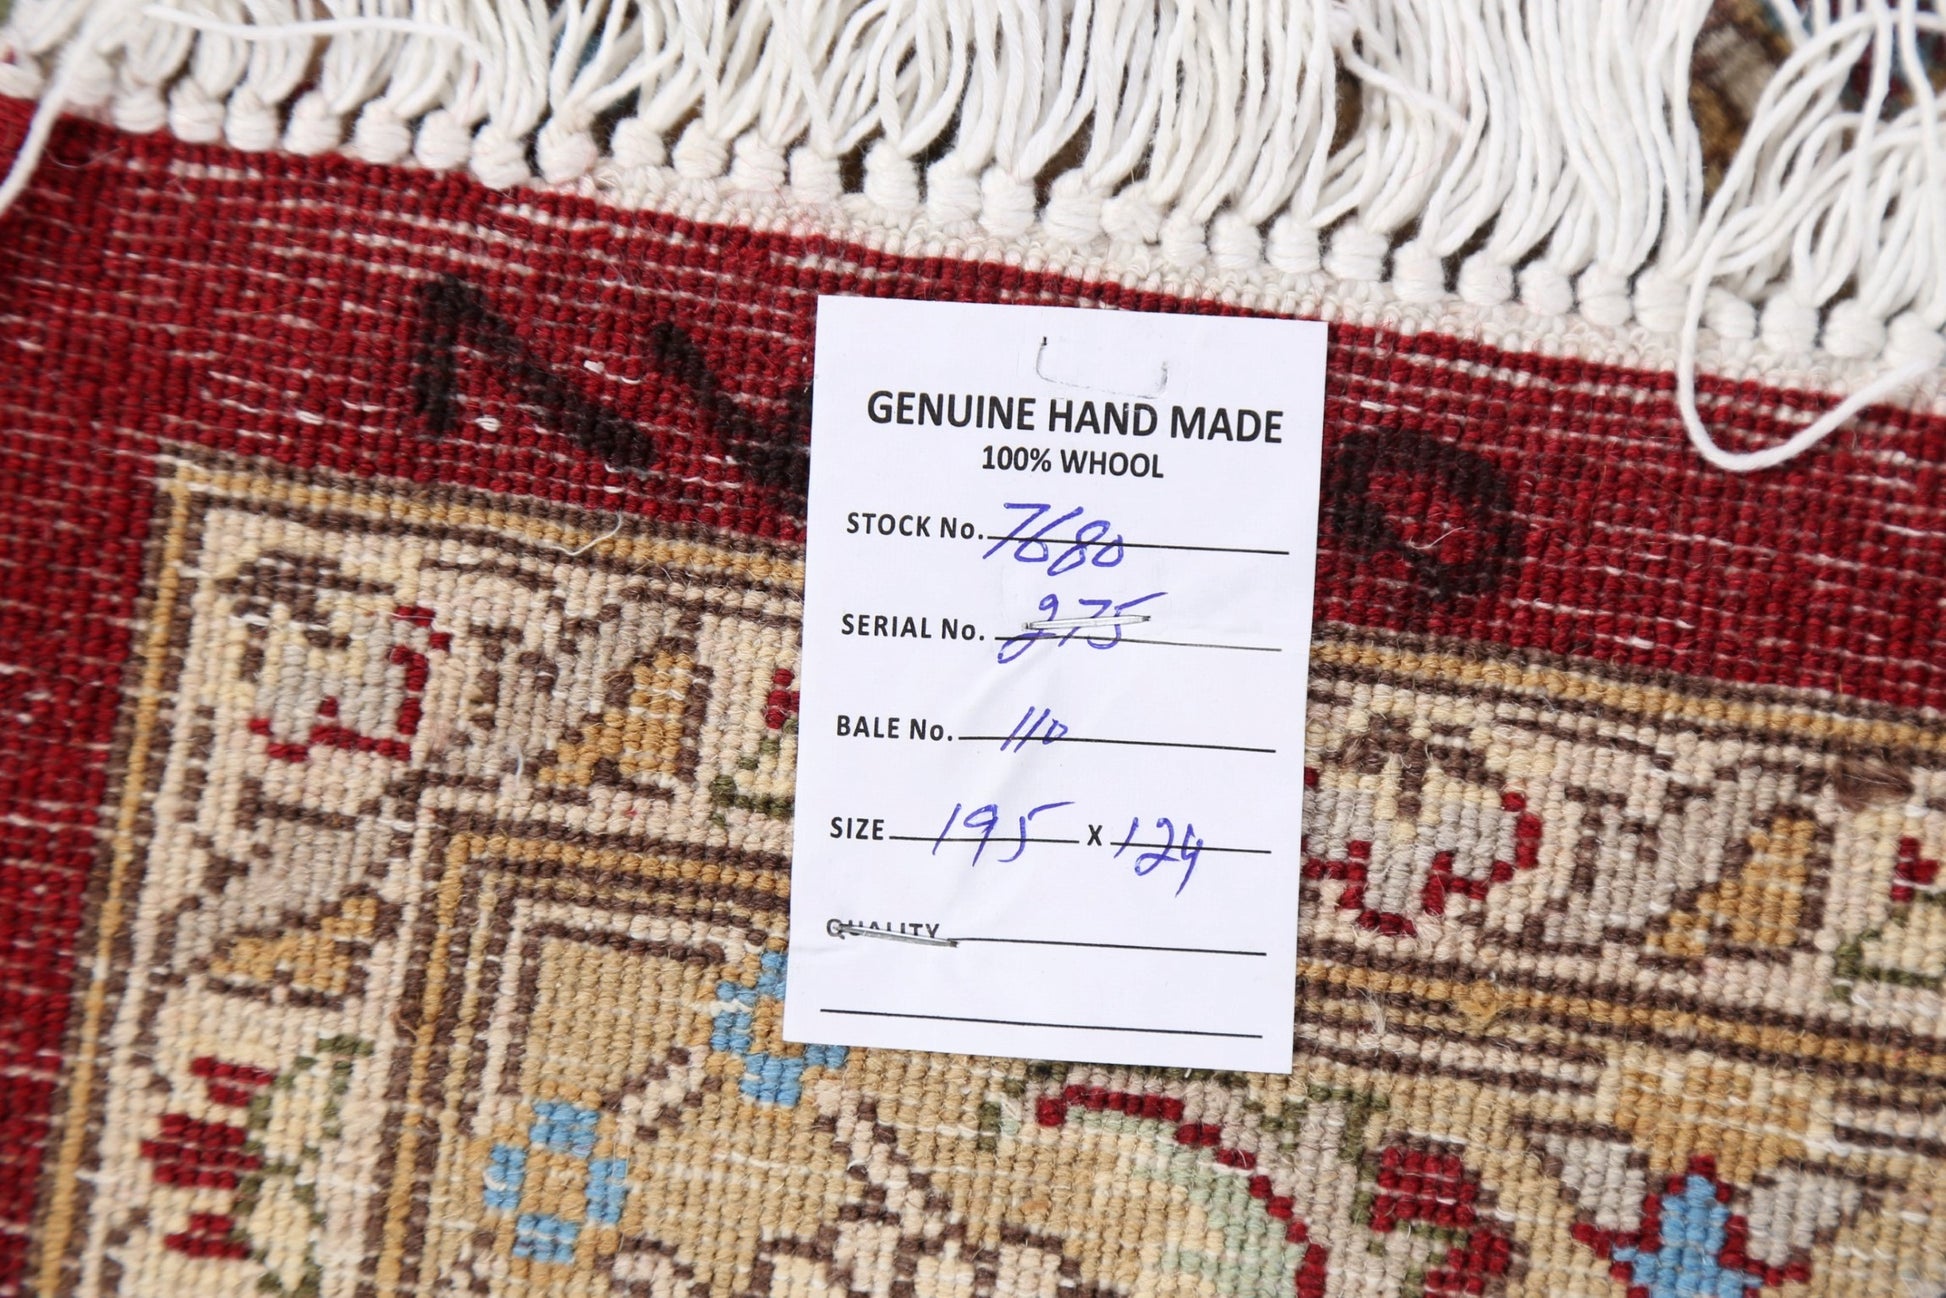 GENUINE HAND MADE
100% WHOOL
STOCK No. 7680
SERIAL No. 275
BALE No. 110
SIZE 195 X 124
QUALITY